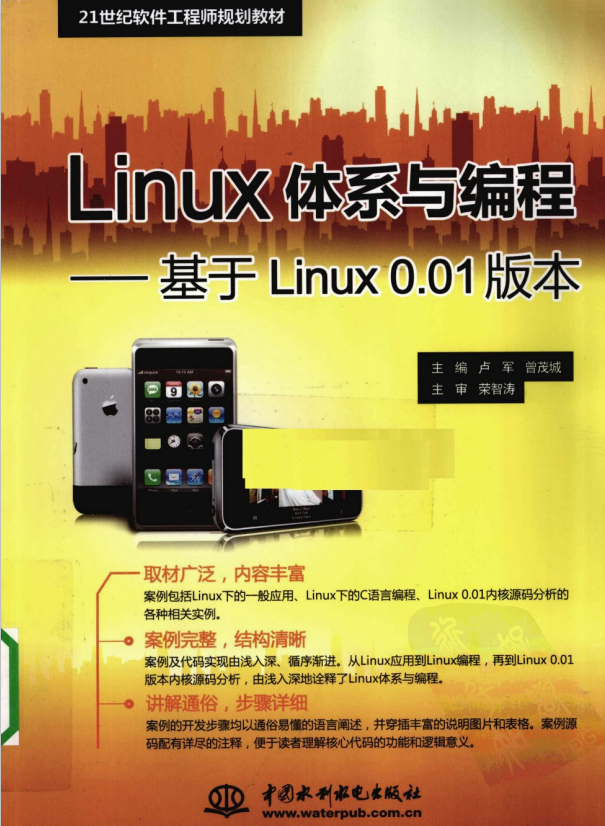 21世纪软件工程师规划教材
Linux 体系与编程
—— 基于 Linux 0.01 版本
主 编 卢 军 曾茂城
主 审 荣智涛
取材广泛，内容丰富
案例包括Linux下的一般应用、Linux下的C语言编程、Linux 0.01内核源码分析的
各种相关实例。
案例完整，结构清晰
案例及代码实现由浅入深、循序渐进。从Linux应用到Linux编程，再到Linux 0.01
版本内核源码分析，由浅入深地诠释了Linux体系与编程。
讲解通俗，步骤详细
案例的开发步骤均以通俗易懂的语言阐述，并穿插丰富的说明图片和表格。案例源
码配有详尽的注释，便于读者理解核心代码的功能和逻辑意义。
中国水利水电出版社
www.waterpub.com.cn